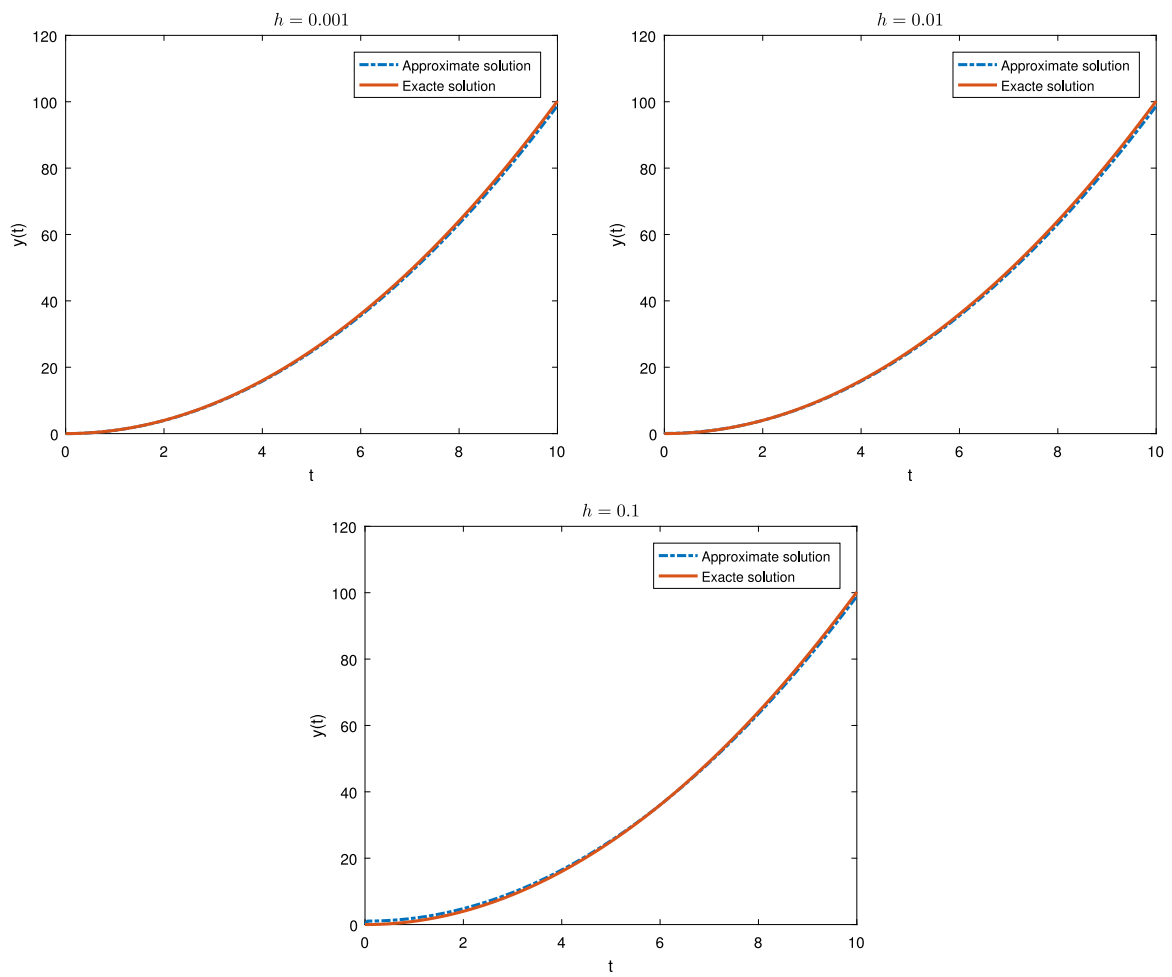 h = 0.001
120
100
80
60
40
20
0
y(t)
Approximate solution
Exacte solution
0 2 4 6 8 10
t
h = 0.01
120
100
80
60
40
20
0
y(t)
Approximate solution
Exacte solution
0 2 4 6 8 10
t
h = 0.1
120
100
80
60
40
20
0
y(t)
Approximate solution
Exacte solution
0 2 4 6 8 10
t